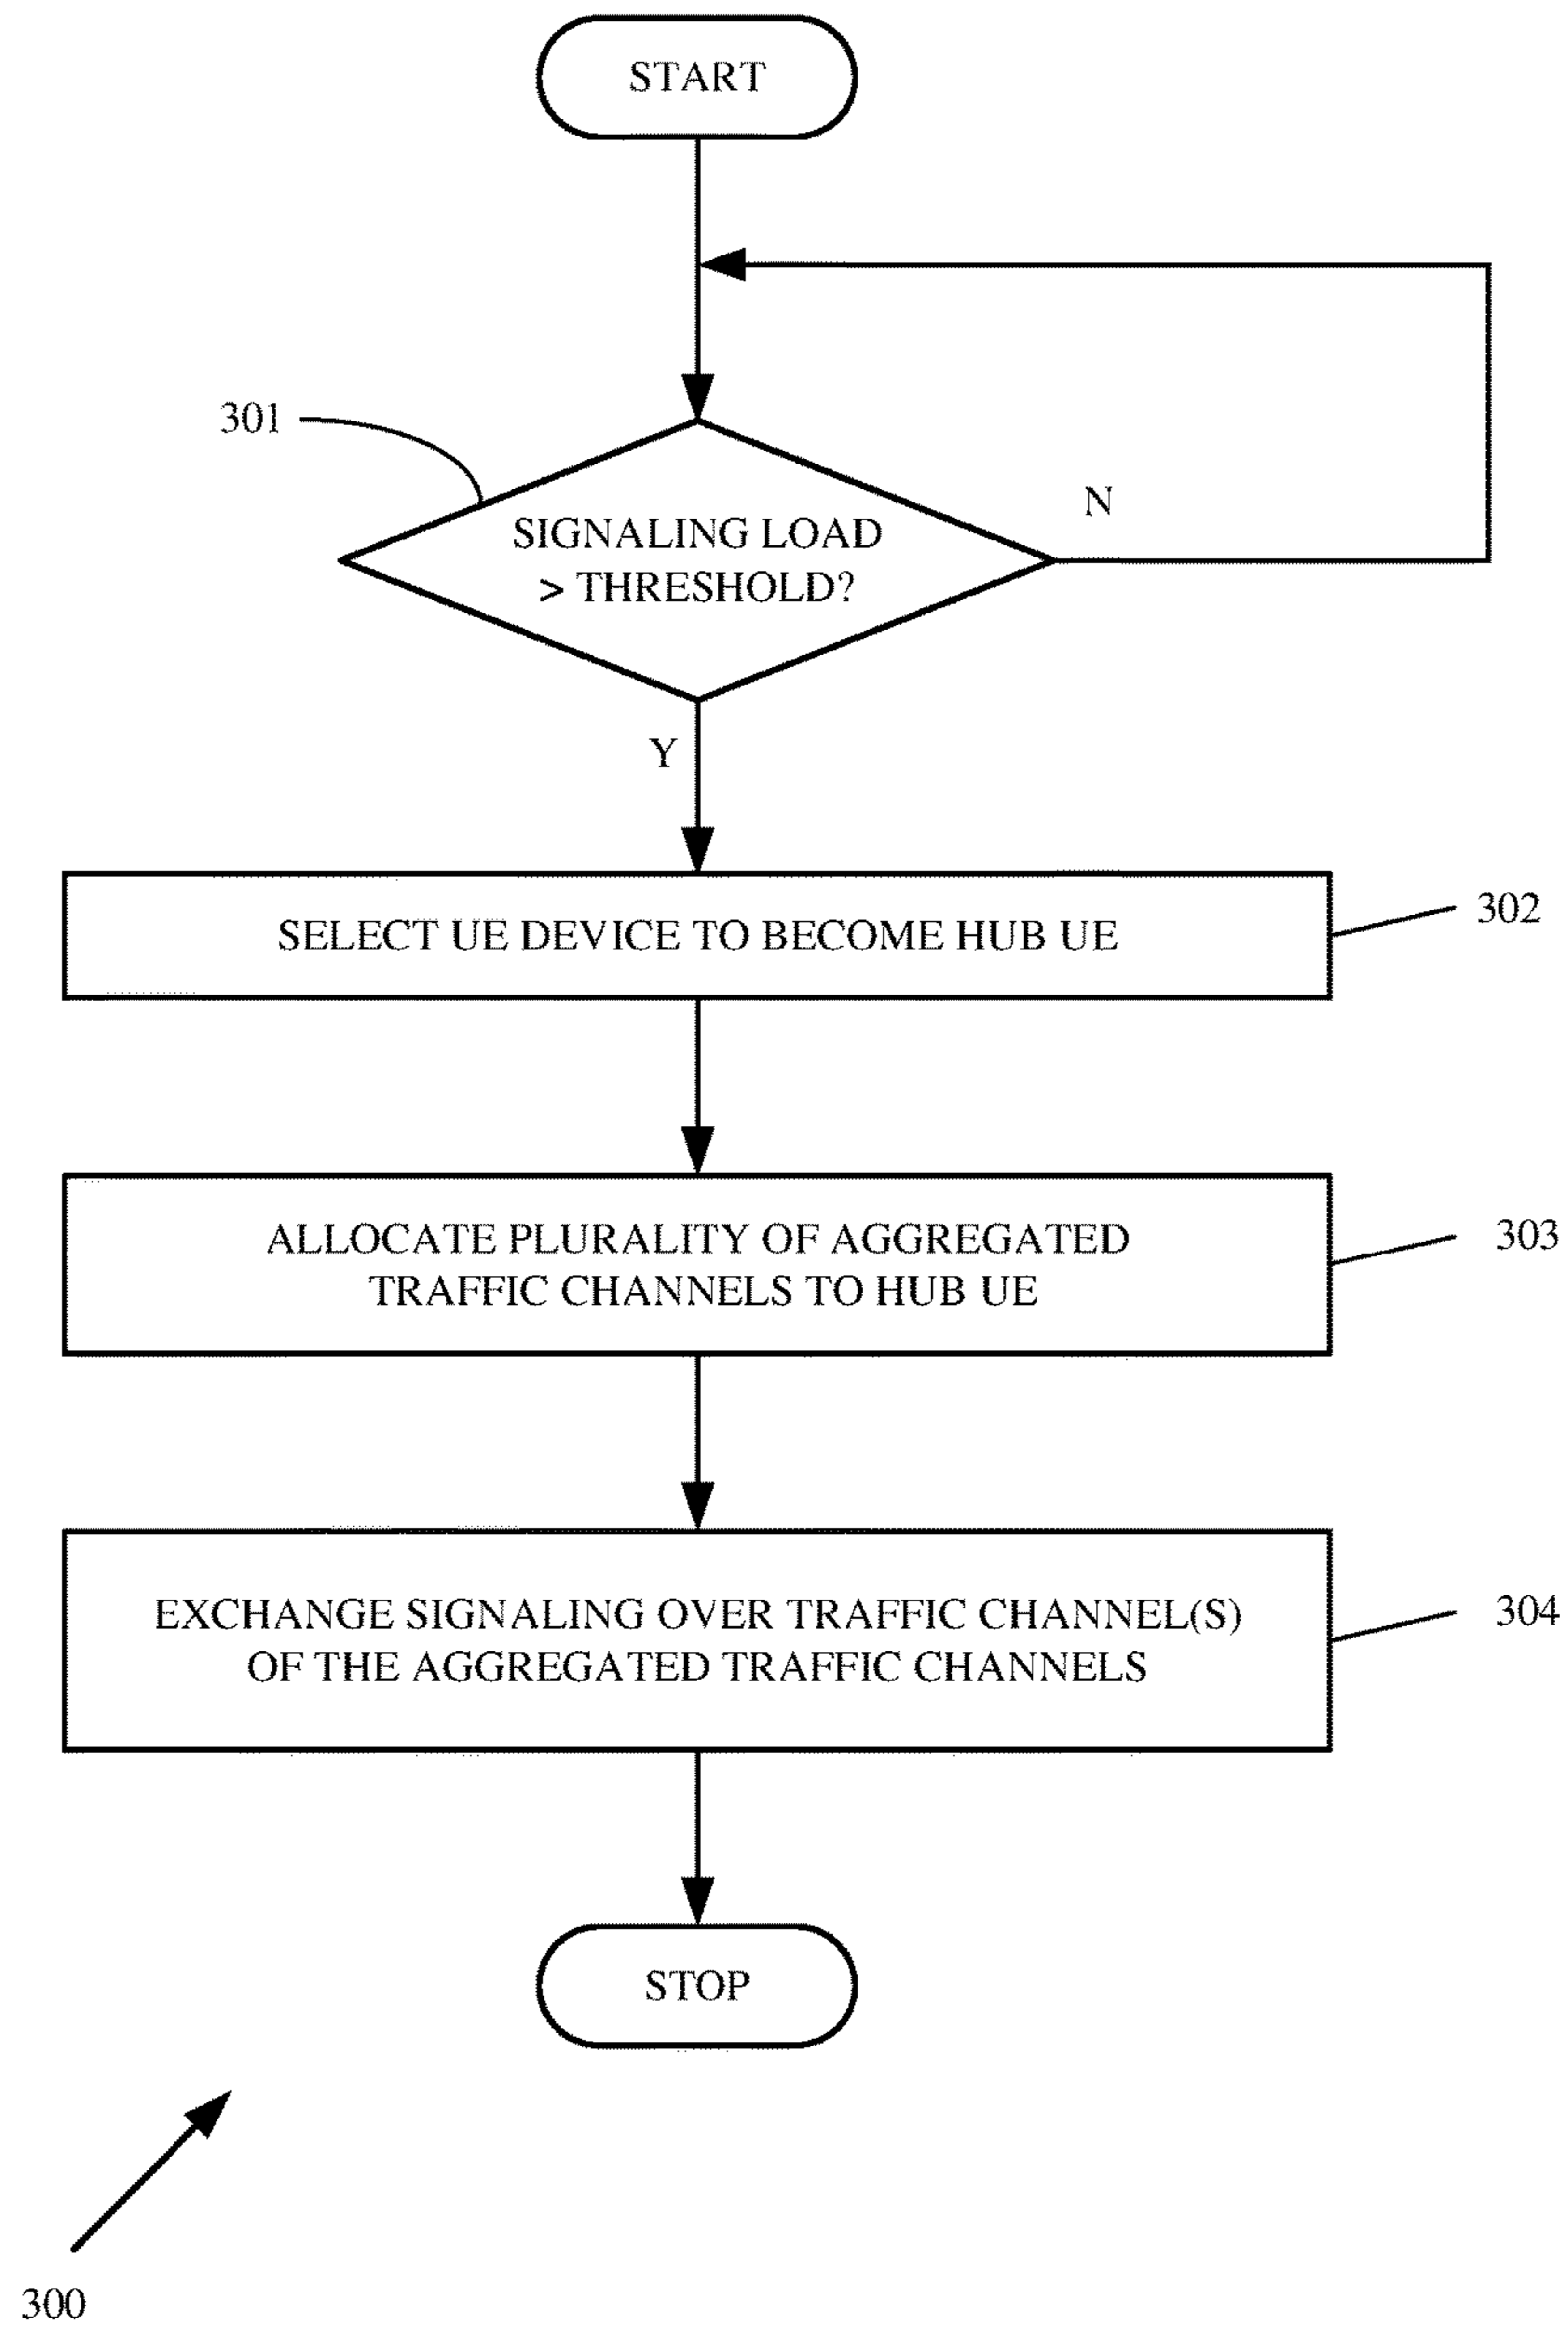 START
301
N
SIGNALING LOAD
> THRESHOLD?
Y
SELECT UE DEVICE TO BECOME HUB UE
302
ALLOCATE PLURALITY OF AGGREGATED
TRAFFIC CHANNELS TO HUB UE
303
EXCHANGE SIGNALING OVER TRAFFIC CHANNEL(S)
OF THE AGGREGATED TRAFFIC CHANNELS
304
STOP
300